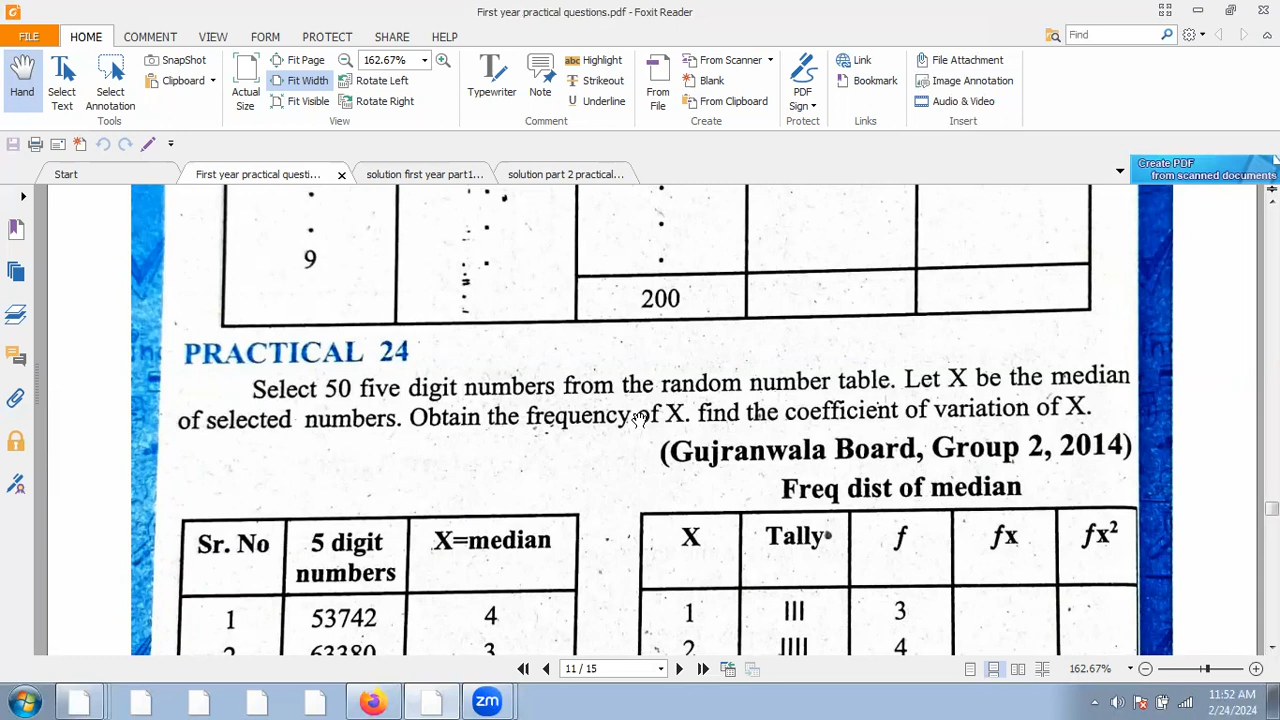 First year practical questions.pdf - Foxit Reader
FILE HOME COMMENT VIEW FORM PROTECT SHARE HELP
Find
Hand
Select Text
Select Annotation
SnapShot
Clipboard
Tools
Actual Size
Fit Page
Fit Width
Fit Visible
162.67%
Rotate Left
Rotate Right
View
Typewriter
Note
Highlight
Strikeout
Underline
Comment
From File
From Scanner
Blank
From Clipboard
Create
PDF Sign
Protect
Link
Bookmark
Links
File Attachment
Image Annotation
Audio & Video
Insert
Start
First year practical questi...
solution first year part1...
solution part 2 practical...
Create PDF
from scanned documents
9
200
PRACTICAL 24
Select 50 five digit numbers from the random number table. Let X be the median
of selected numbers. Obtain the frequency of X. find the coefficient of variation of X.
(Gujranwala Board, Group 2, 2014)
Freq dist of median
Sr. No 5 digit numbers X=median
X Tally f fx fx²
1 53742 4
1 III 3
2 63380 3
2 IIII 4
11 / 15
162.67%
zm
11:52 AM
2/24/2024